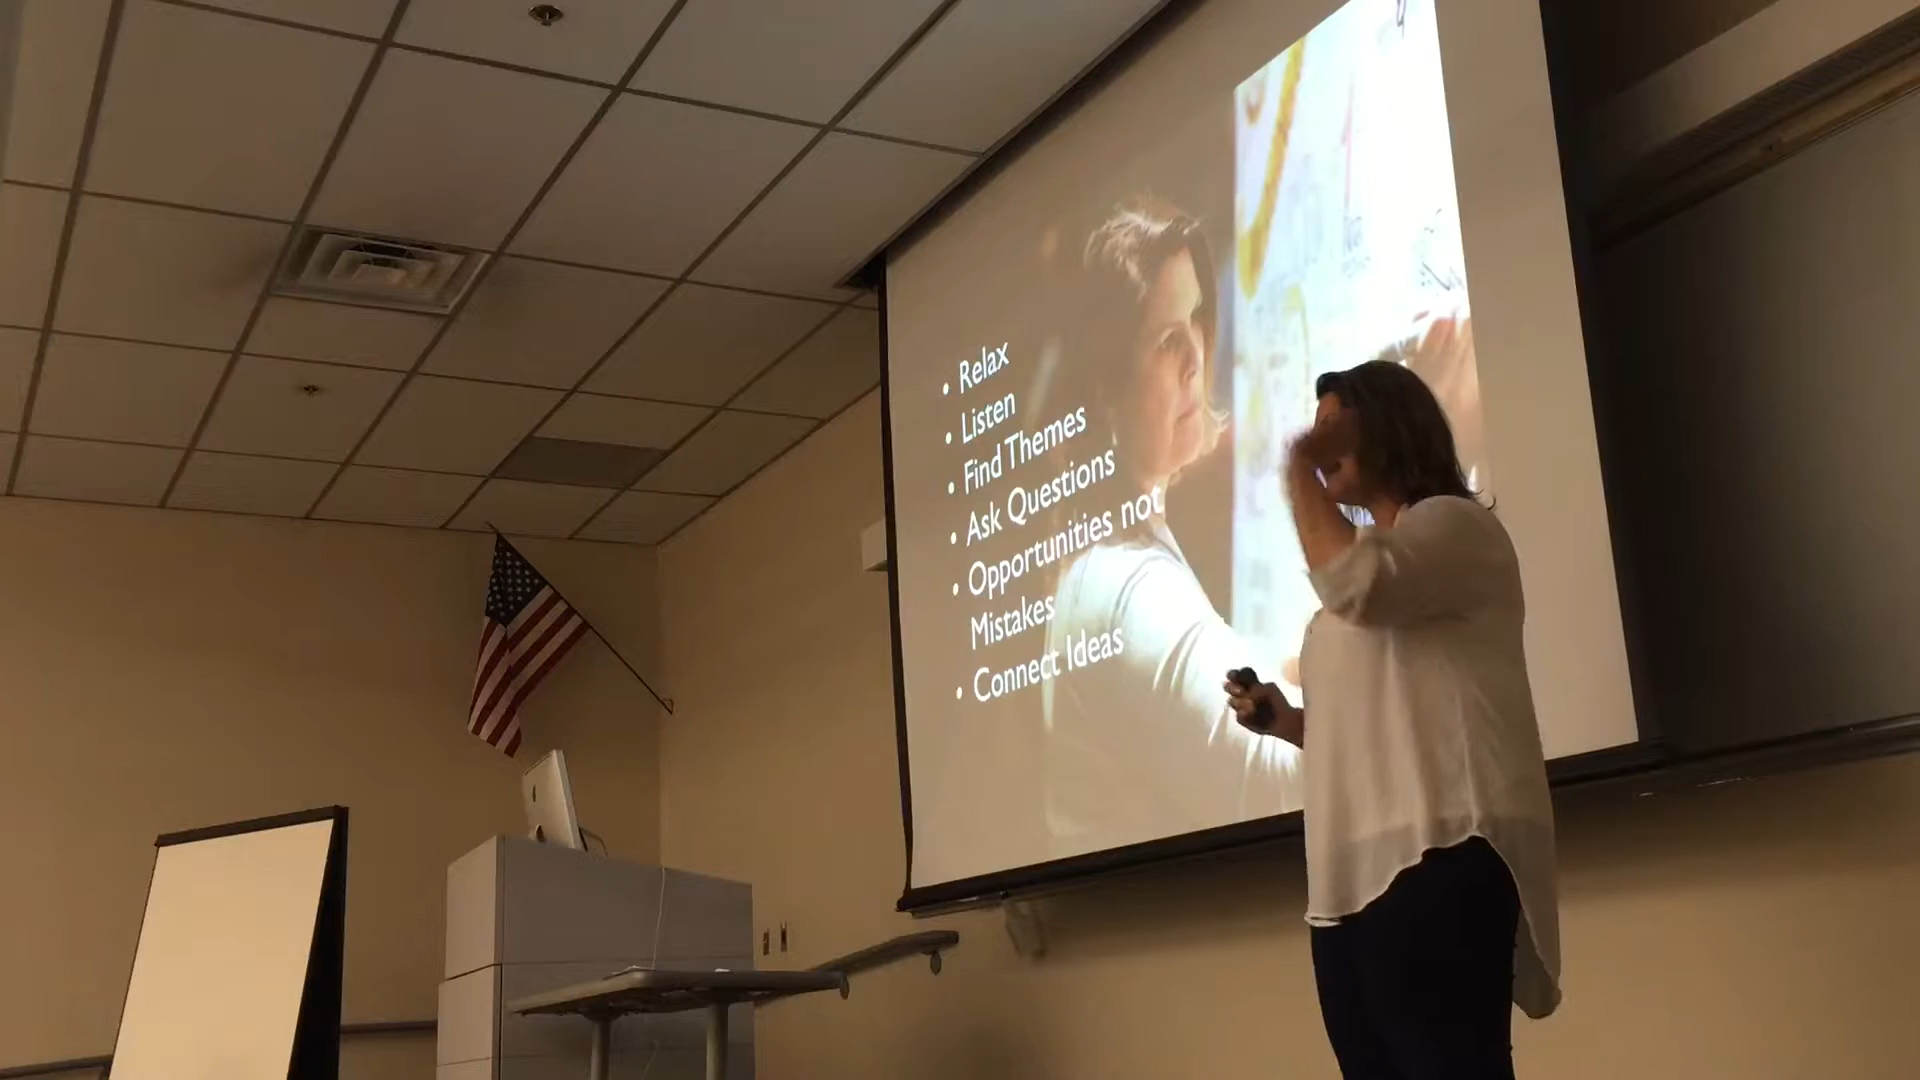 • Relax
• Listen
• Find Themes
• Ask Questions
• Opportunities not
Mistakes
• Connect Ideas